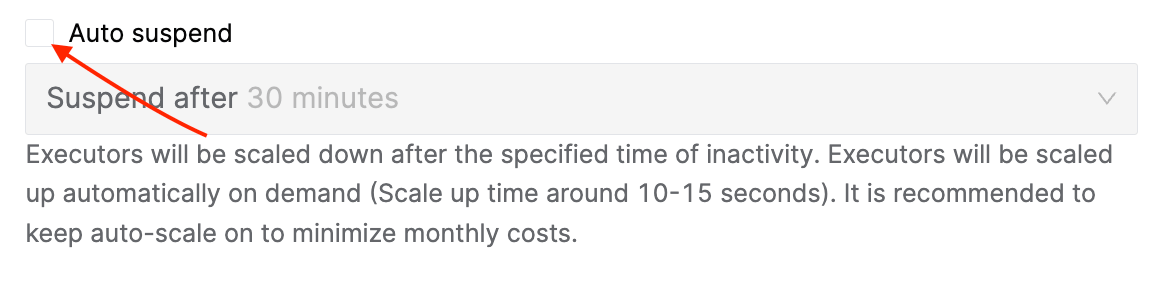 Auto suspend
Suspend after 30 minutes
Executors will be scaled down after the specified time of inactivity. Executors will be scaled
up automatically on demand (Scale up time around 10-15 seconds). It is recommended to
keep auto-scale on to minimize monthly costs.